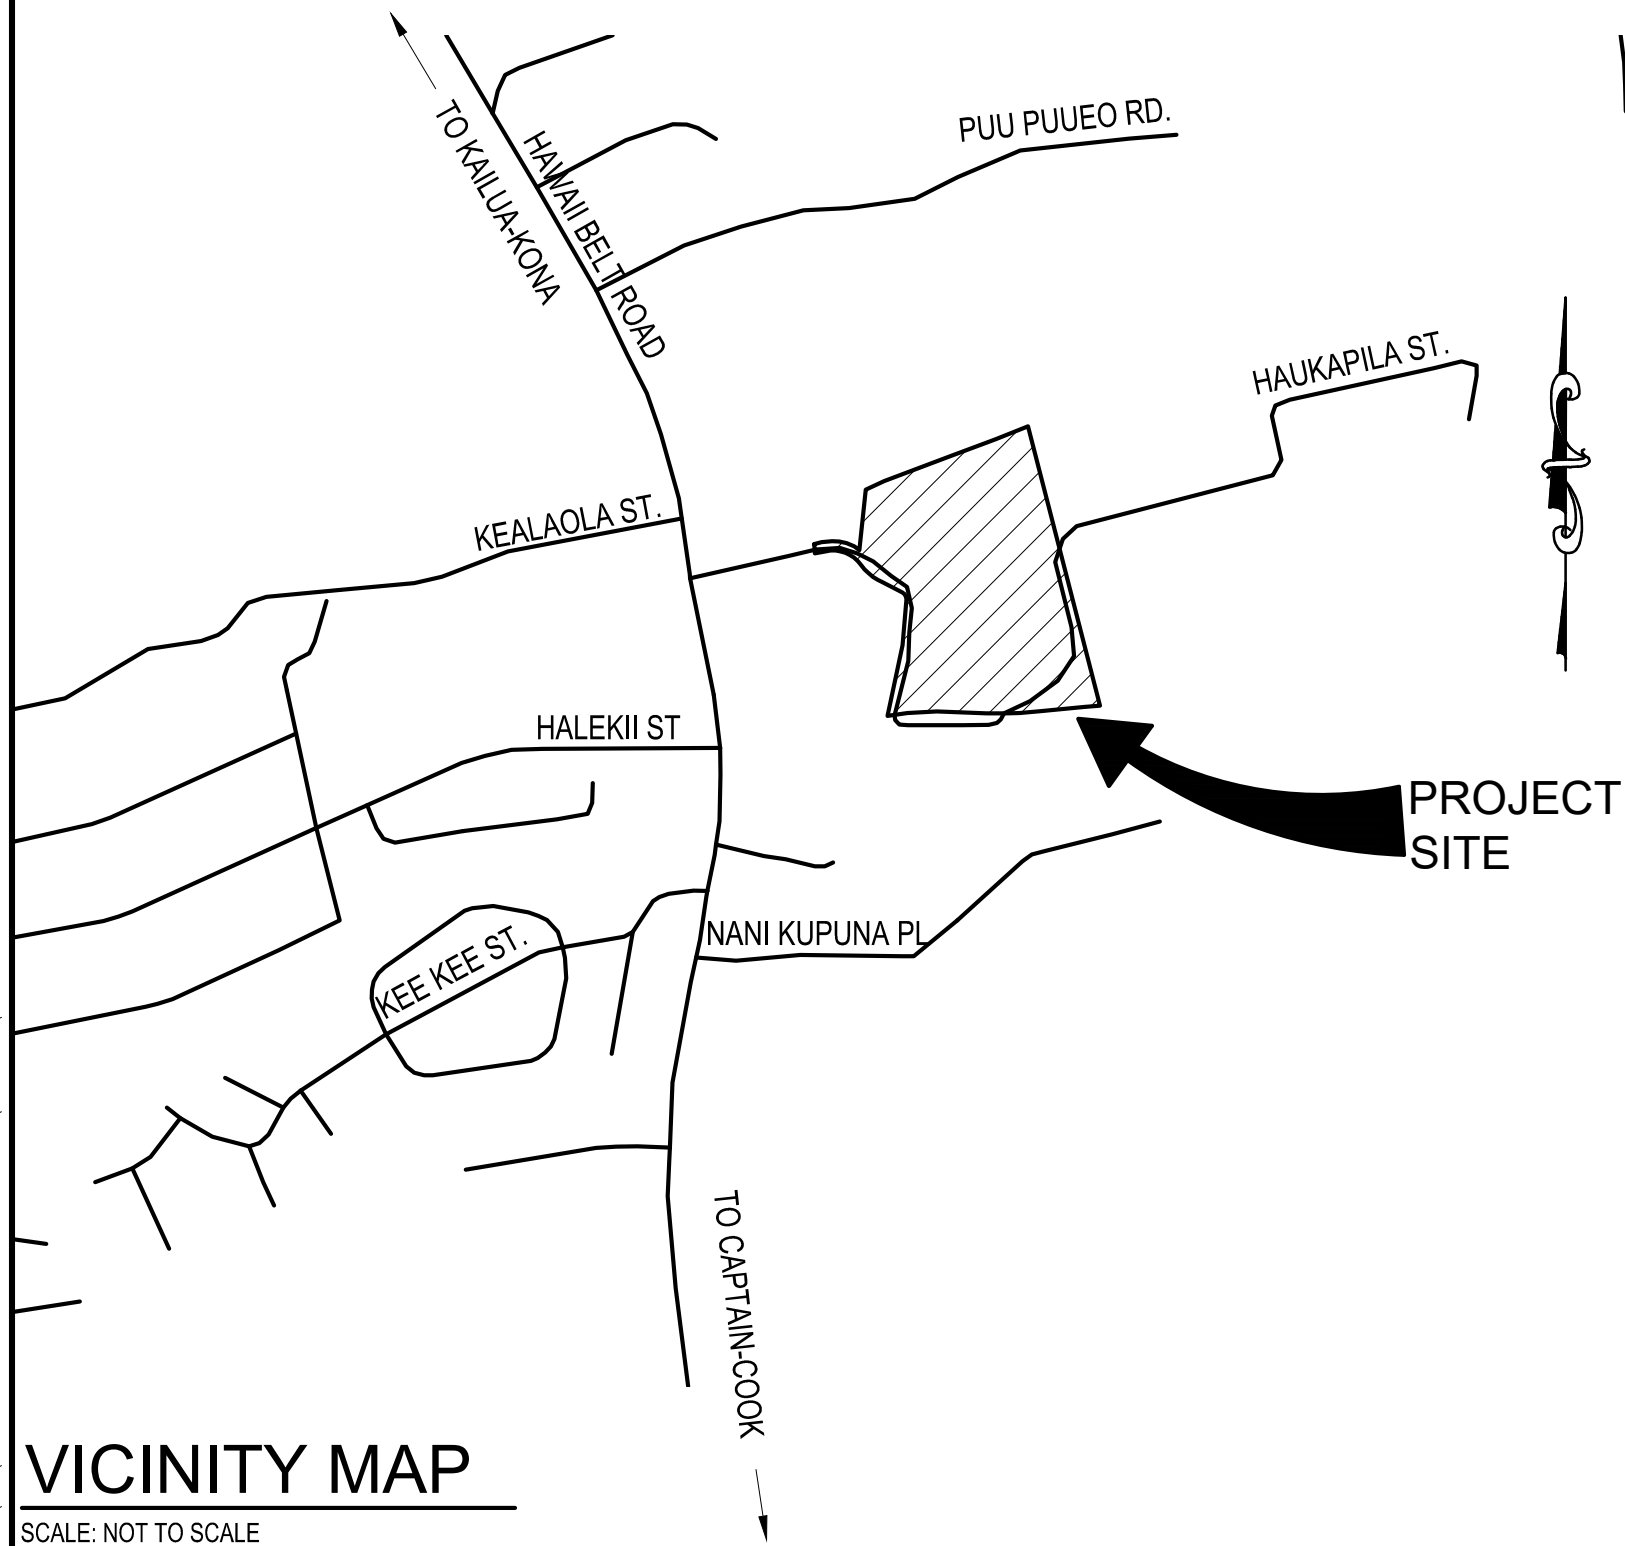 TO KAILUA-KONA
HAWAII BELT ROAD
PUU PUUEO RD.
HAUKAPILA ST.
KEALAOLA ST.
HALEKII ST
PROJECT
SITE
NANI KUPUNA PL
KEE KEE ST.
TO CAPTAIN-COOK
VICINITY MAP
SCALE: NOT TO SCALE